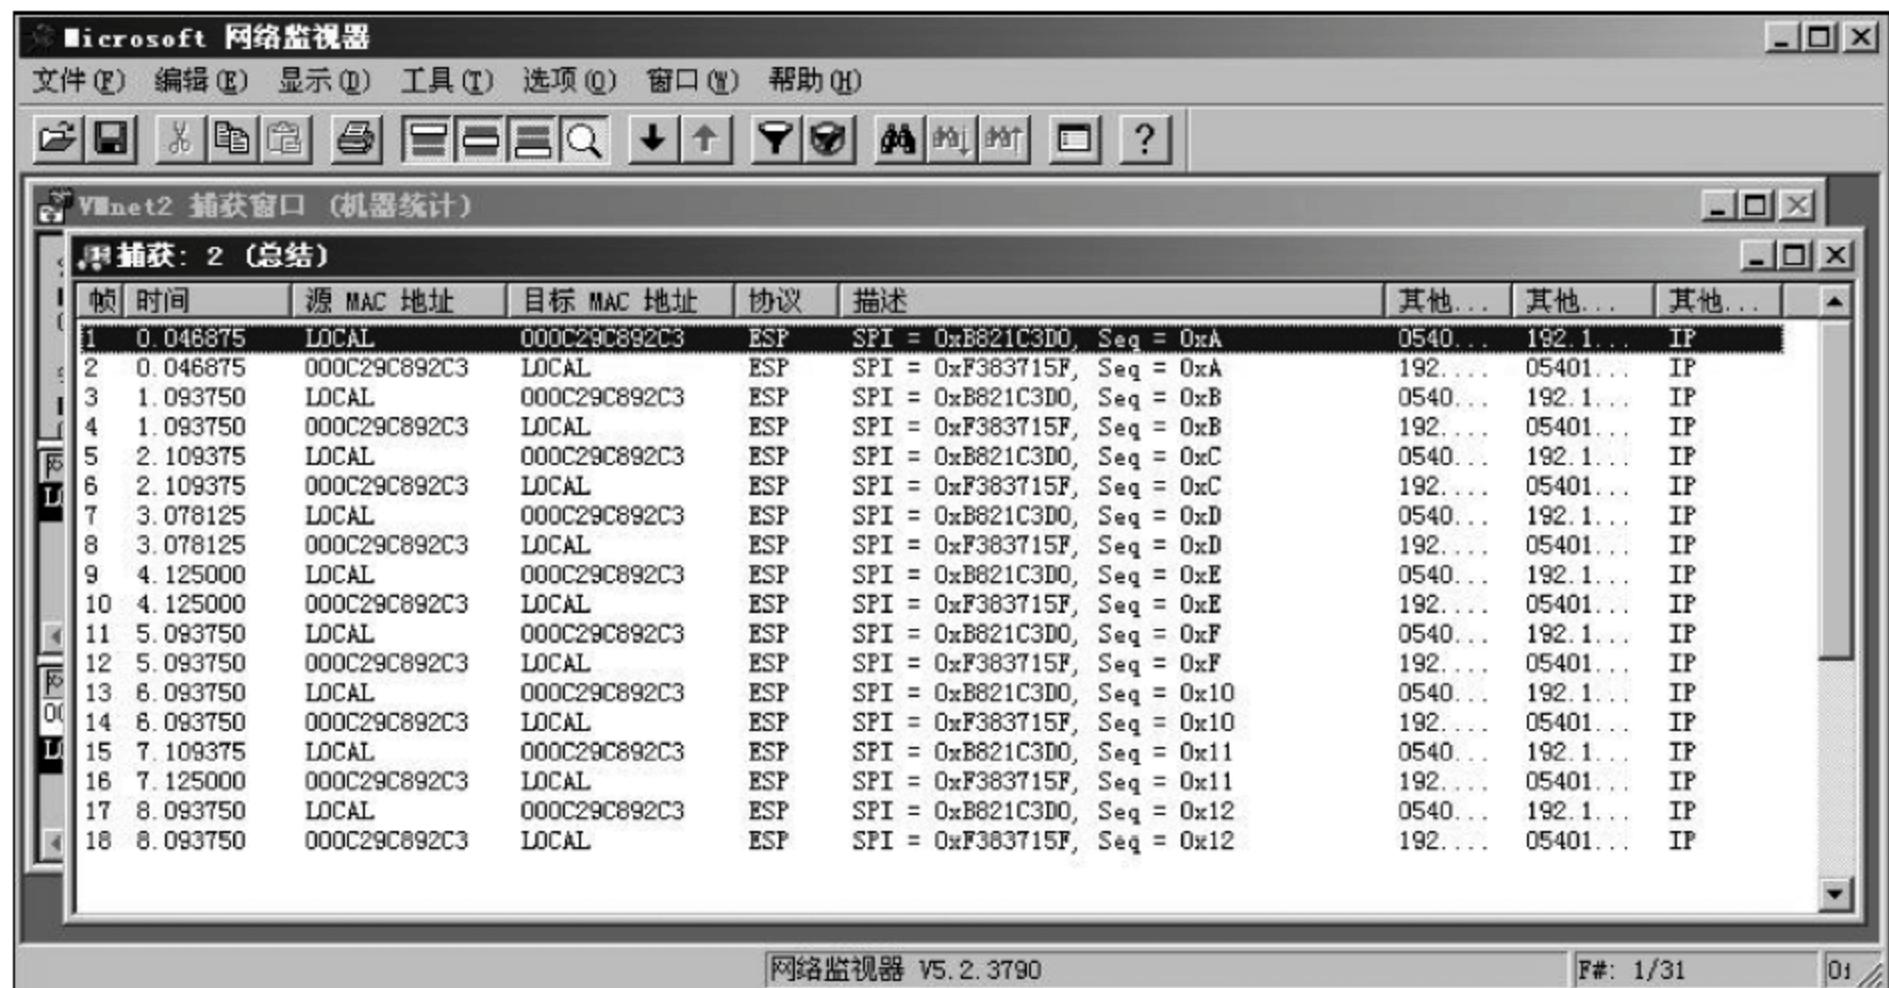 Microsoft 网络监视器
文件(F) 编辑(E) 显示(D) 工具(T) 选项(O) 窗口(W) 帮助(H)
VMnet2 捕获窗口 (机器统计)
捕获: 2 (总结)
帧 时间 源 MAC 地址 目标 MAC 地址 协议 描述 其他... 其他... 其他...
1 0.046875 LOCAL 000C29C892C3 ESP SPI = 0xB821C3D0, Seq = 0xA 0540... 192.1... IP
2 0.046875 000C29C892C3 LOCAL ESP SPI = 0xF383715F, Seq = 0xA 192.... 05401... IP
3 1.093750 LOCAL 000C29C892C3 ESP SPI = 0xB821C3D0, Seq = 0xB 0540... 192.1... IP
4 1.093750 000C29C892C3 LOCAL ESP SPI = 0xF383715F, Seq = 0xB 192.... 05401... IP
5 2.109375 LOCAL 000C29C892C3 ESP SPI = 0xB821C3D0, Seq = 0xC 0540... 192.1... IP
6 2.109375 000C29C892C3 LOCAL ESP SPI = 0xF383715F, Seq = 0xC 192.... 05401... IP
7 3.078125 LOCAL 000C29C892C3 ESP SPI = 0xB821C3D0, Seq = 0xD 0540... 192.1... IP
8 3.078125 000C29C892C3 LOCAL ESP SPI = 0xF383715F, Seq = 0xD 192.... 05401... IP
9 4.125000 LOCAL 000C29C892C3 ESP SPI = 0xB821C3D0, Seq = 0xE 0540... 192.1... IP
10 4.125000 000C29C892C3 LOCAL ESP SPI = 0xF383715F, Seq = 0xE 192.... 05401... IP
11 5.093750 LOCAL 000C29C892C3 ESP SPI = 0xB821C3D0, Seq = 0xF 0540... 192.1... IP
12 5.093750 000C29C892C3 LOCAL ESP SPI = 0xF383715F, Seq = 0xF 192.... 05401... IP
13 6.093750 LOCAL 000C29C892C3 ESP SPI = 0xB821C3D0, Seq = 0x10 0540... 192.1... IP
14 6.093750 000C29C892C3 LOCAL ESP SPI = 0xF383715F, Seq = 0x10 192.... 05401... IP
15 7.109375 LOCAL 000C29C892C3 ESP SPI = 0xB821C3D0, Seq = 0x11 0540... 192.1... IP
16 7.125000 000C29C892C3 LOCAL ESP SPI = 0xF383715F, Seq = 0x11 192.... 05401... IP
17 8.093750 LOCAL 000C29C892C3 ESP SPI = 0xB821C3D0, Seq = 0x12 0540... 192.1... IP
18 8.093750 000C29C892C3 LOCAL ESP SPI = 0xF383715F, Seq = 0x12 192.... 05401... IP
网络监视器 V5.2.3790 F#: 1/31